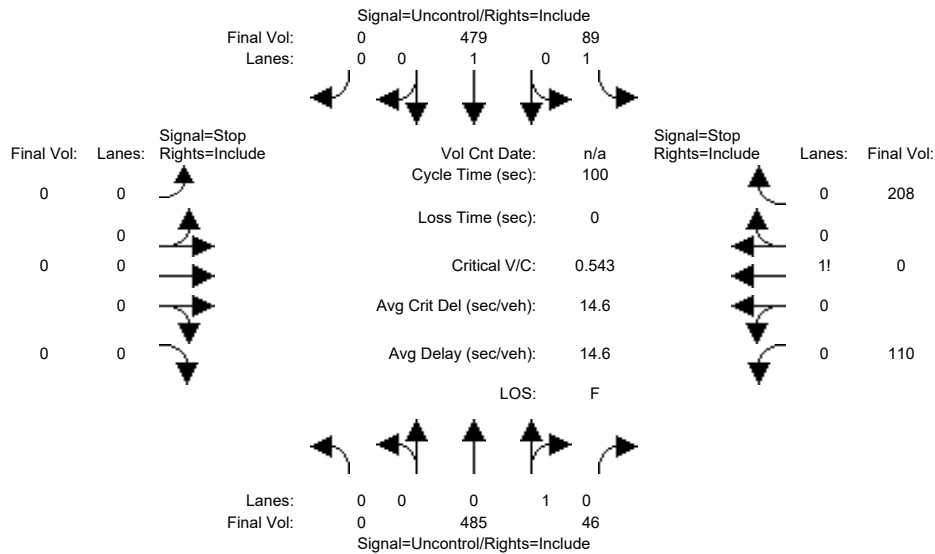 Signal=Uncontrol/Rights=Include
Final Vol: 0 479 89
Lanes: 0 0 1 0 1
Signal=Stop
Final Vol: Lanes: Rights=Include
Vol Cnt Date: n/a
Signal=Stop
Rights=Include Lanes: Final Vol:
Cycle Time (sec): 100
0 0
0 208
Loss Time (sec): 0
0
0
0 0
Critical V/C: 0.543
1! 0
0
Avg Crit Del (sec/veh): 14.6
0
0 0
Avg Delay (sec/veh): 14.6
0 110
LOS: F
Lanes: 0 0 0 1 0
Final Vol: 0 485 46
Signal=Uncontrol/Rights=Include